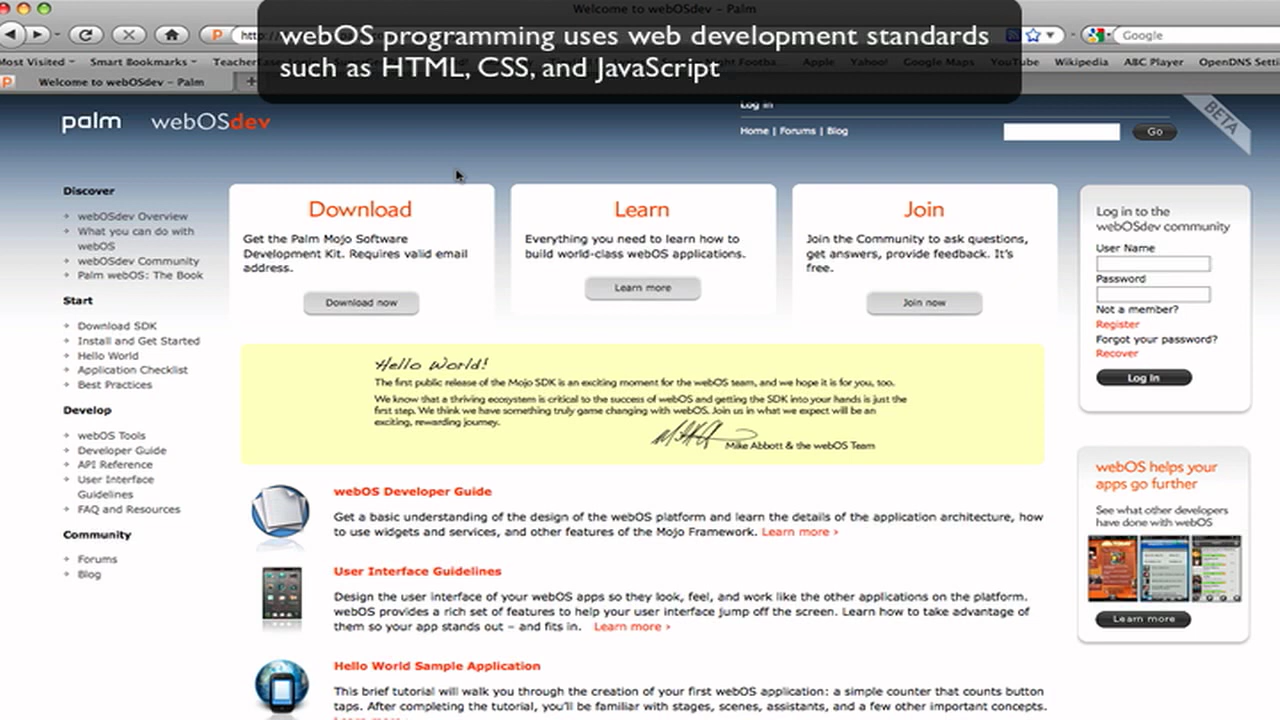 Welcome to webOSdev – Palm
webOS programming uses web development standards
such as HTML, CSS, and JavaScript
http:
Google
Most Visited
Smart Bookmarks
Apple
Yahoo!
Google Maps
YouTube
Wikipedia
ABC Player
OpenDNS Setti
Welcome to webOSdev – Palm
palm webOSdev
Log in
Home | Forums | Blog
Go
BETA
Discover
webOSdev Overview
What you can do with
webOS
webOSdev Community
Palm webOS: The Book
Start
Download SDK
Install and Get Started
Hello World
Application Checklist
Best Practices
Develop
webOS Tools
Developer Guide
API Reference
User Interface
Guidelines
FAQ and Resources
Community
Forums
Blog
Download
Get the Palm Mojo Software
Development Kit. Requires valid email
address.
Download now
Learn
Everything you need to learn how to
build world-class webOS applications.
Learn more
Join
Join the Community to ask questions,
get answers, provide feedback. It's
free.
Join now
Hello World!
The first public release of the Mojo SDK is an exciting moment for the webOS team, and we hope it is for you, too.
We know that a thriving ecosystem is critical to the success of webOS and getting the SDK into your hands is just the
first step. We think we have something truly game changing with webOS. Join us in what we expect will be an
exciting, rewarding journey.
Mike Abbott & the webOS Team
webOS Developer Guide
Get a basic understanding of the design of the webOS platform and learn the details of the application architecture, how
to use widgets and services, and other features of the Mojo Framework. Learn more ›
User Interface Guidelines
Design the user interface of your webOS apps so they look, feel, and work like the other applications on the platform.
webOS provides a rich set of features to help your user interface jump off the screen. Learn how to take advantage of
them so your app stands out – and fits in. Learn more ›
Hello World Sample Application
This brief tutorial will walk you through the creation of your first webOS application: a simple counter that counts button
taps. After completing the tutorial, you'll be familiar with stages, scenes, assistants, and a few other important concepts.
Log in to the
webOSdev community
User Name
Password
Not a member?
Register
Forgot your password?
Recover
Log In
webOS helps your
apps go further
See what other developers
have done with webOS
Learn more